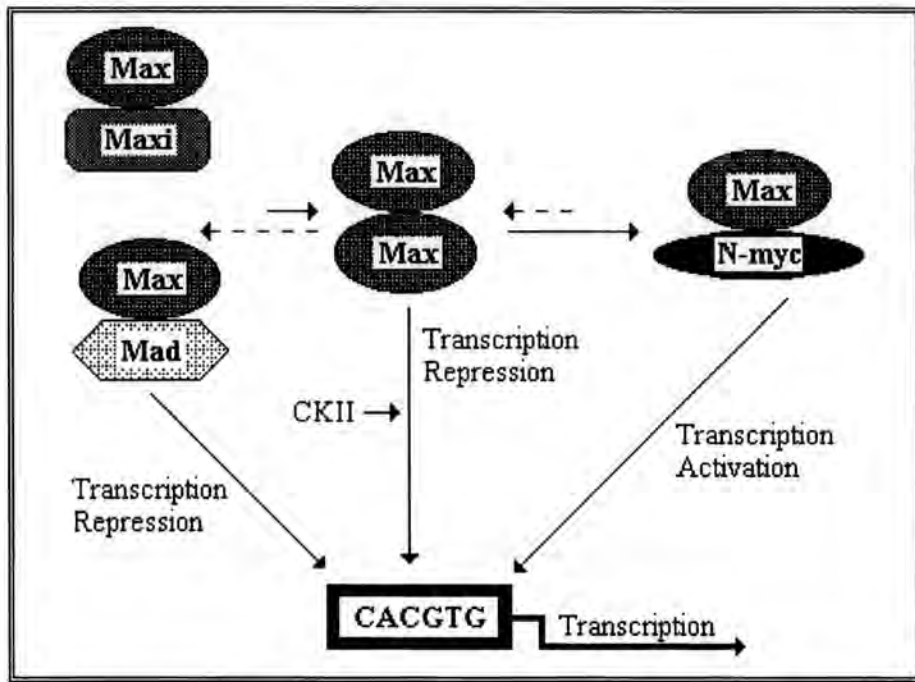 Max
Maxi
Max
Max
Max
N-myc
Max
Mad
Transcription
Repression
CKII
Transcription
Activation
Transcription
Repression
CACGTG
Transcription